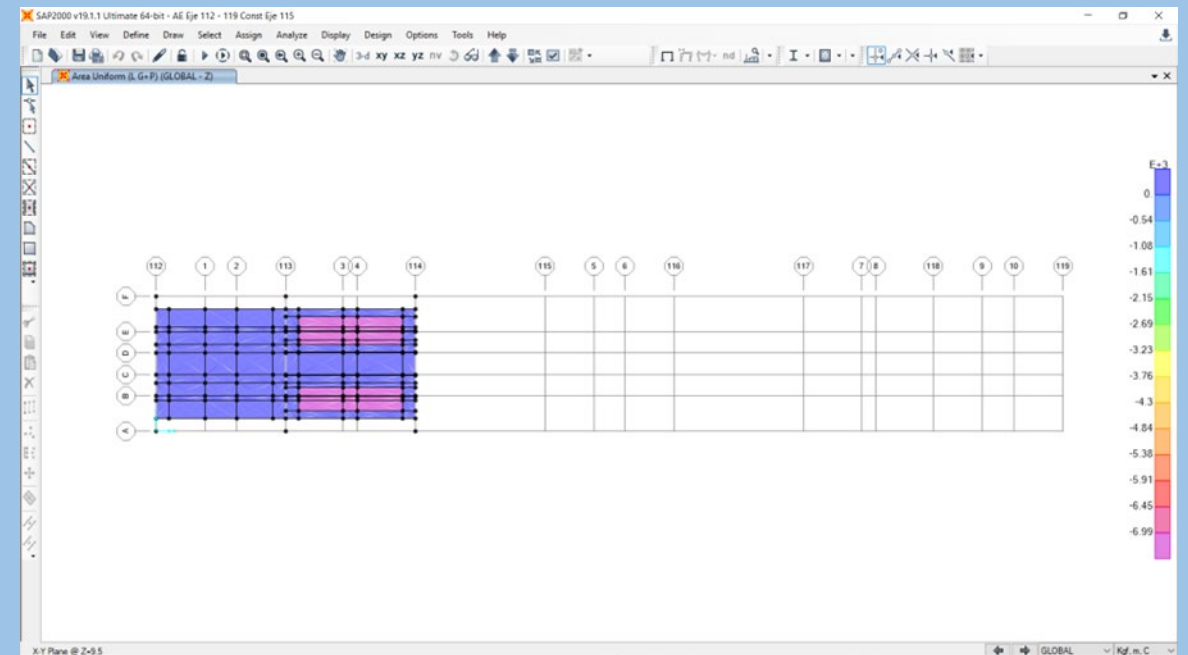 SAP2000 v19.1.1 Ultimate 64-bit - AE Eje 112 - 119 Const Eje 115
File Edit View Define Draw Select Assign Analyze Display Design Options Tools Help
3-d xy xz yz nv
nd
Area Uniform (L G+P) (GLOBAL - Z)
E+3
0.
-0.54
-1.08
-1.61
-2.15
-2.69
-3.23
-3.76
-4.3
-4.84
-5.38
-5.91
-6.45
-6.99
112 1 2 113 3 4 114 115 5 6 116 117 7 8 118 9 10 119
F
E
D
C
B
A
X-Y Plane @ Z=9.5
GLOBAL
Kgf, m, C